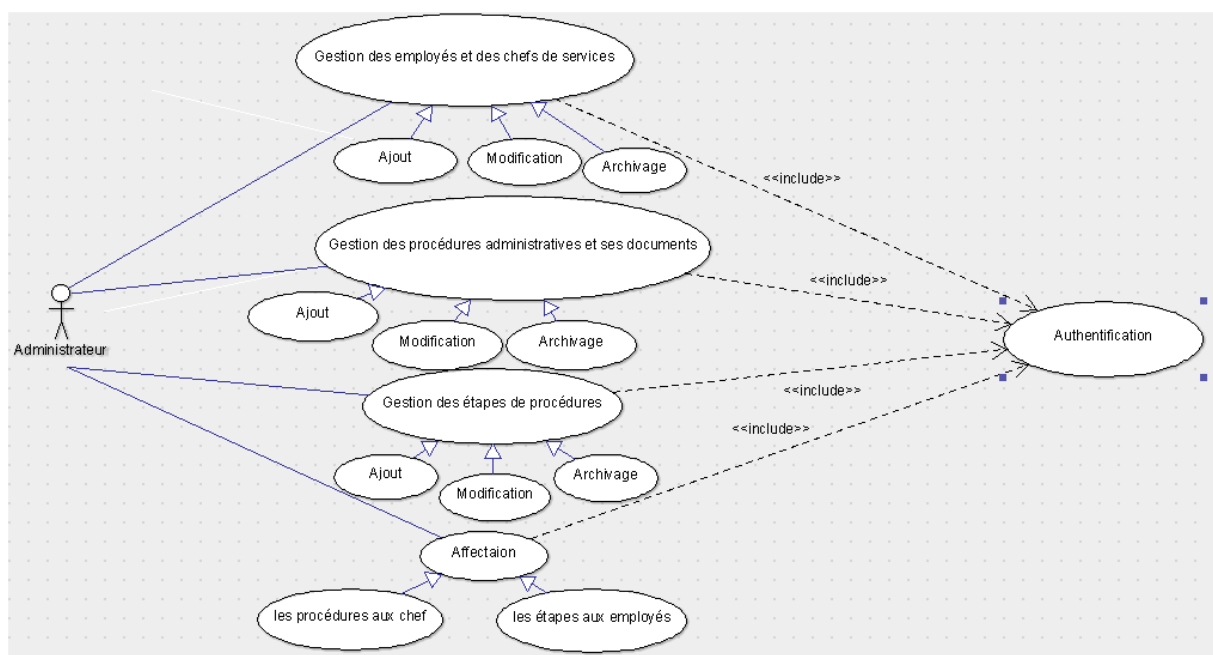 Gestion des employés et des chefs de services
Ajout
Modification
Archivage
<<include>>
Gestion des procédures administratives et ses documents
<<include>>
Ajout
Modification
Archivage
Administrateur
Authentification
<<include>>
Gestion des étapes de procédures
<<include>>
Ajout
Modification
Archivage
Affectaion
les procédures aux chef
les étapes aux employés